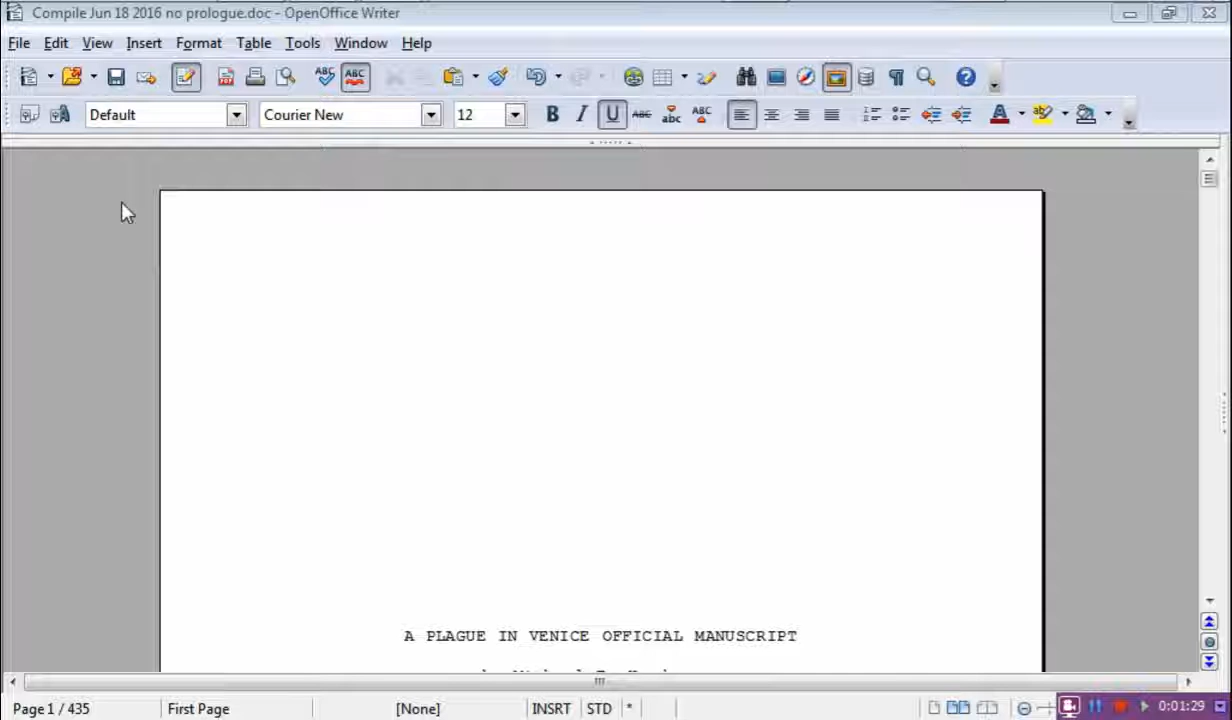 Compile Jun 18 2016 no prologue.doc - OpenOffice Writer
File Edit View Insert Format Table Tools Window Help
Default Courier New 12
A PLAGUE IN VENICE OFFICIAL MANUSCRIPT
Page 1 / 435 First Page [None] INSRT STD * 0:01:29